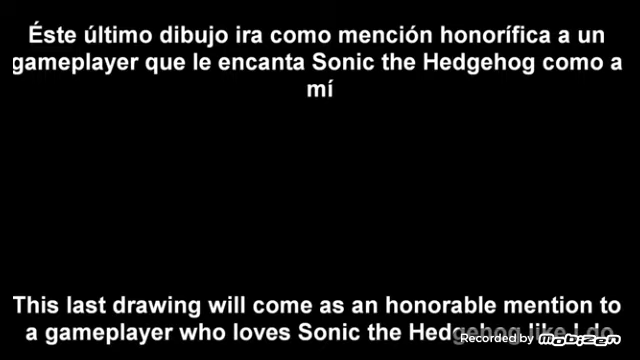 Éste último dibujo ira como mención honorífica a un
gameplayer que le encanta Sonic the Hedgehog como a
mí
This last drawing will come as an honorable mention to
a gameplayer who loves Sonic the Hedgehog like I do
Recorded by mobizen